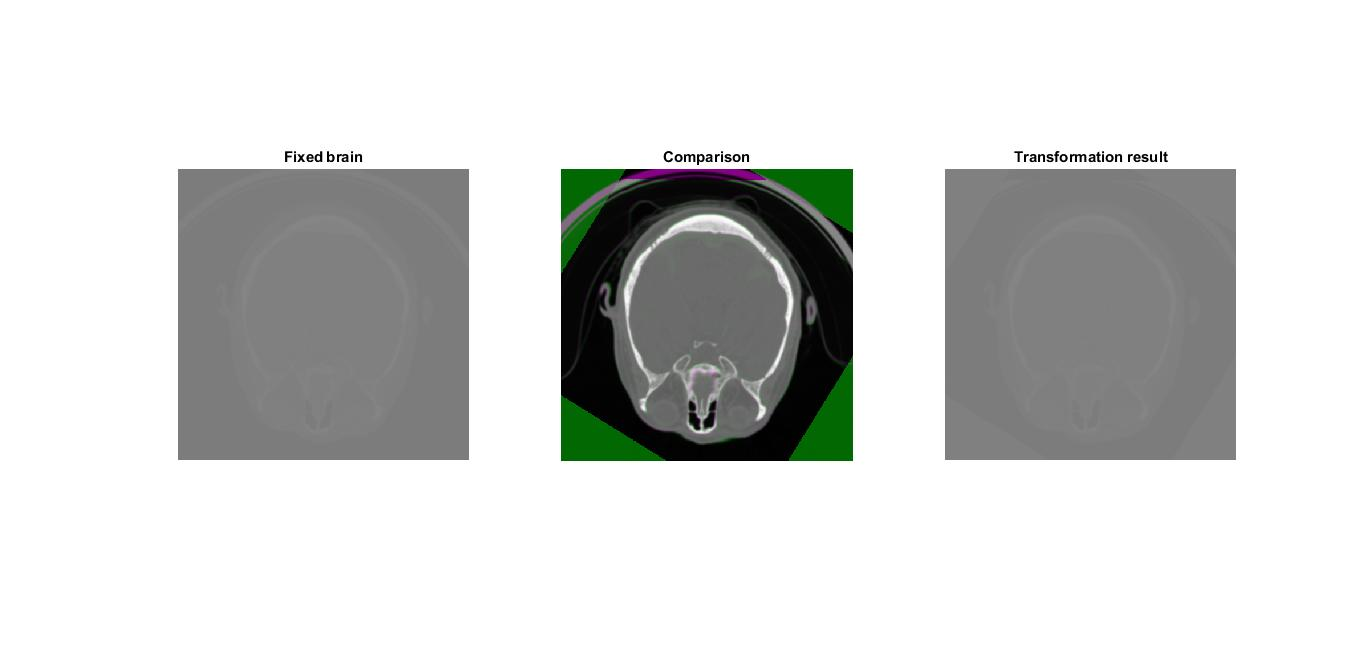 Fixed brain
Comparison
Transformation result